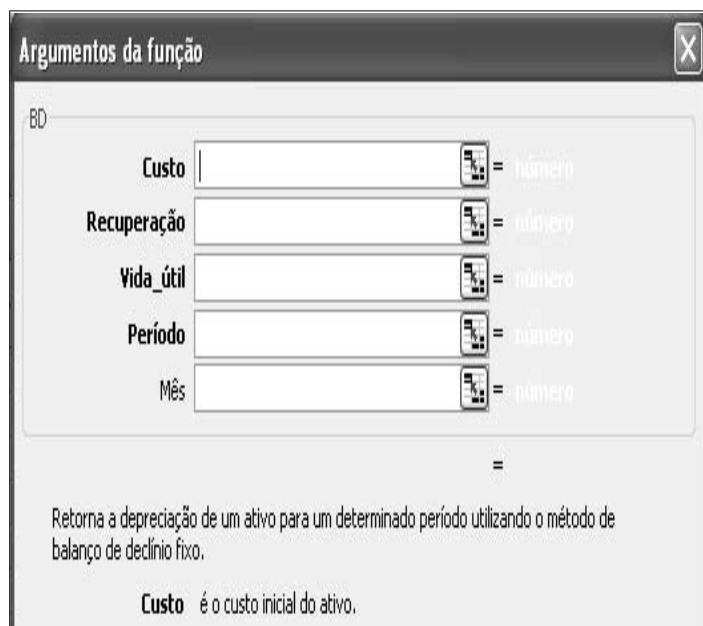 Argumentos da função
BD
Custo = número
Recuperação = número
Vida_útil = número
Período = número
Mês = número
=
Retorna a depreciação de um ativo para um determinado período utilizando o método de
balanço de declínio fixo.
Custo é o custo inicial do ativo.